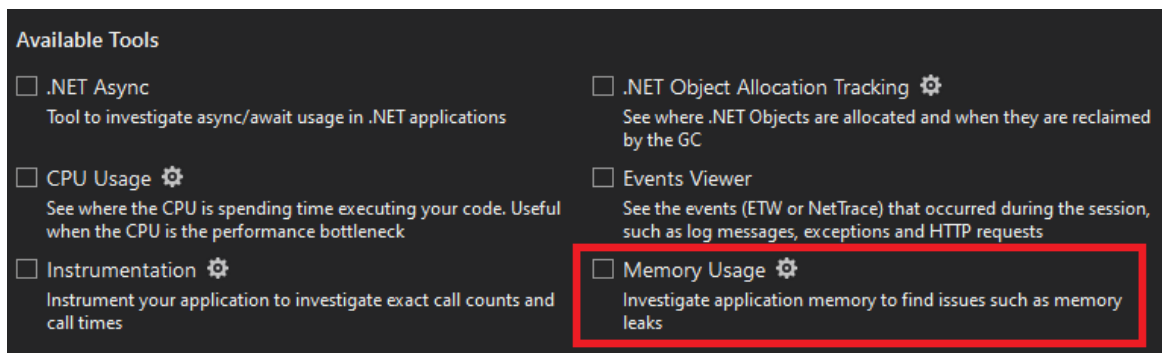 Available Tools
.NET Async
Tool to investigate async/await usage in .NET applications
.NET Object Allocation Tracking
See where .NET Objects are allocated and when they are reclaimed
by the GC
CPU Usage
See where the CPU is spending time executing your code. Useful
when the CPU is the performance bottleneck
Events Viewer
See the events (ETW or NetTrace) that occurred during the session,
such as log messages, exceptions and HTTP requests
Instrumentation
Instrument your application to investigate exact call counts and
call times
Memory Usage
Investigate application memory to find issues such as memory
leaks